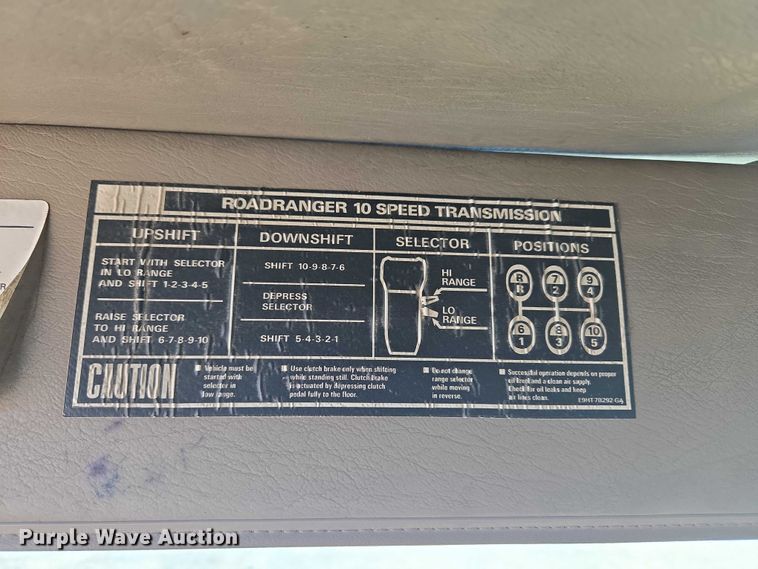 ROADRANGER 10 SPEED TRANSMISSION
UPSHIFT
START WITH SELECTOR
IN LO RANGE
AND SHIFT 1-2-3-4-5
RAISE SELECTOR
TO HI RANGE
AND SHIFT 6-7-8-9-10
DOWNSHIFT
SHIFT 10-9-8-7-6
DEPRESS
SELECTOR
SHIFT 5-4-3-2-1
SELECTOR
HI
RANGE
LO
RANGE
POSITIONS
R 7 9
R 2 4
6 8 10
1 3 5
CAUTION
Vehicle must be
started with
selector in
low range.
Use clutch brake only when shifting
while standing still. Clutch brake
is actuated by depressing clutch
pedal fully to the floor.
Do not change
range selector
while moving
in reverse.
Successful operation depends on proper
oil level and a clean air supply.
Check for oil leaks and keep
air lines clean.
E9HT-7B292-GA
Purple Wave Auction